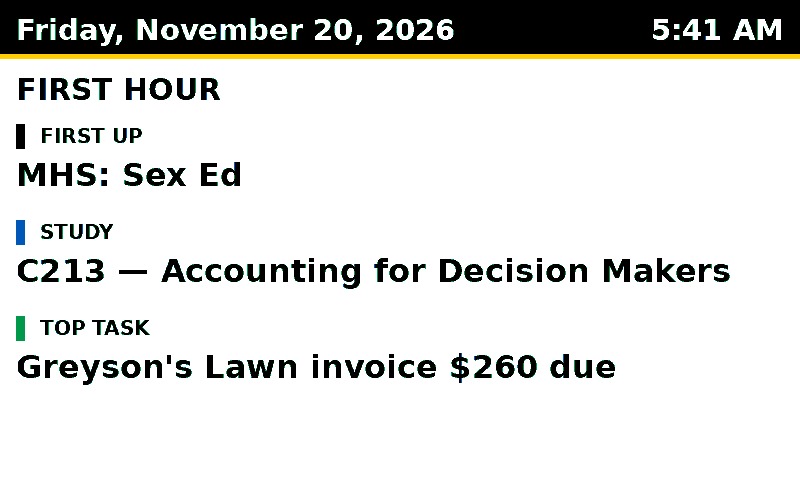 Friday, November 20, 2026 5:41 AM
FIRST HOUR
FIRST UP
MHS: Sex Ed
STUDY
C213 — Accounting for Decision Makers
TOP TASK
Greyson's Lawn invoice $260 due